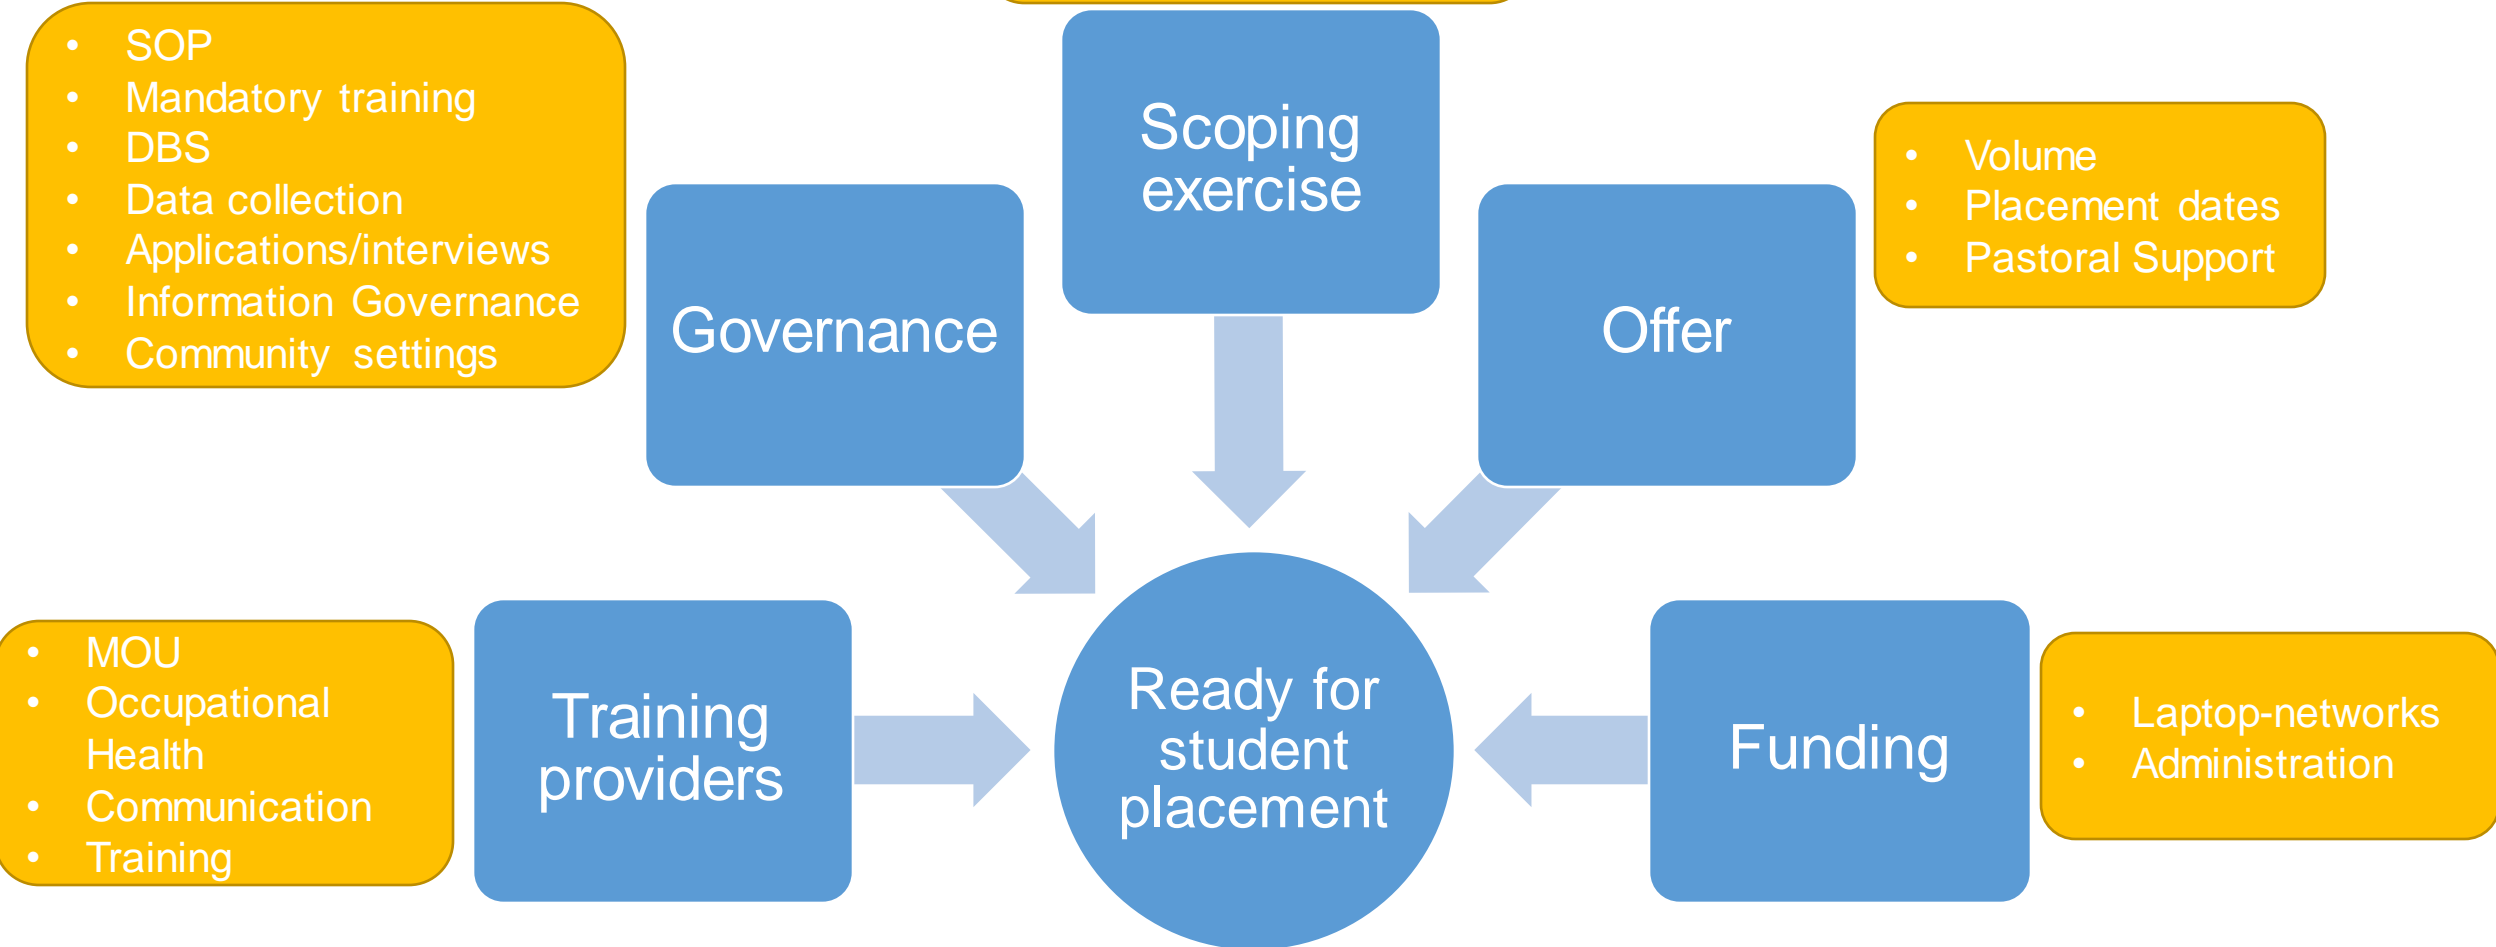 • SOP
• Mandatory training
• DBS
• Data collection
• Applications/interviews
• Information Governance
• Community settings
Scoping
exercise
• Volume
• Placement dates
• Pastoral Support
Governance
Offer
• MOU
• Occupational
Health
• Communication
• Training
Training
providers
Ready for
student
placement
Funding
• Laptop-networks
• Administration